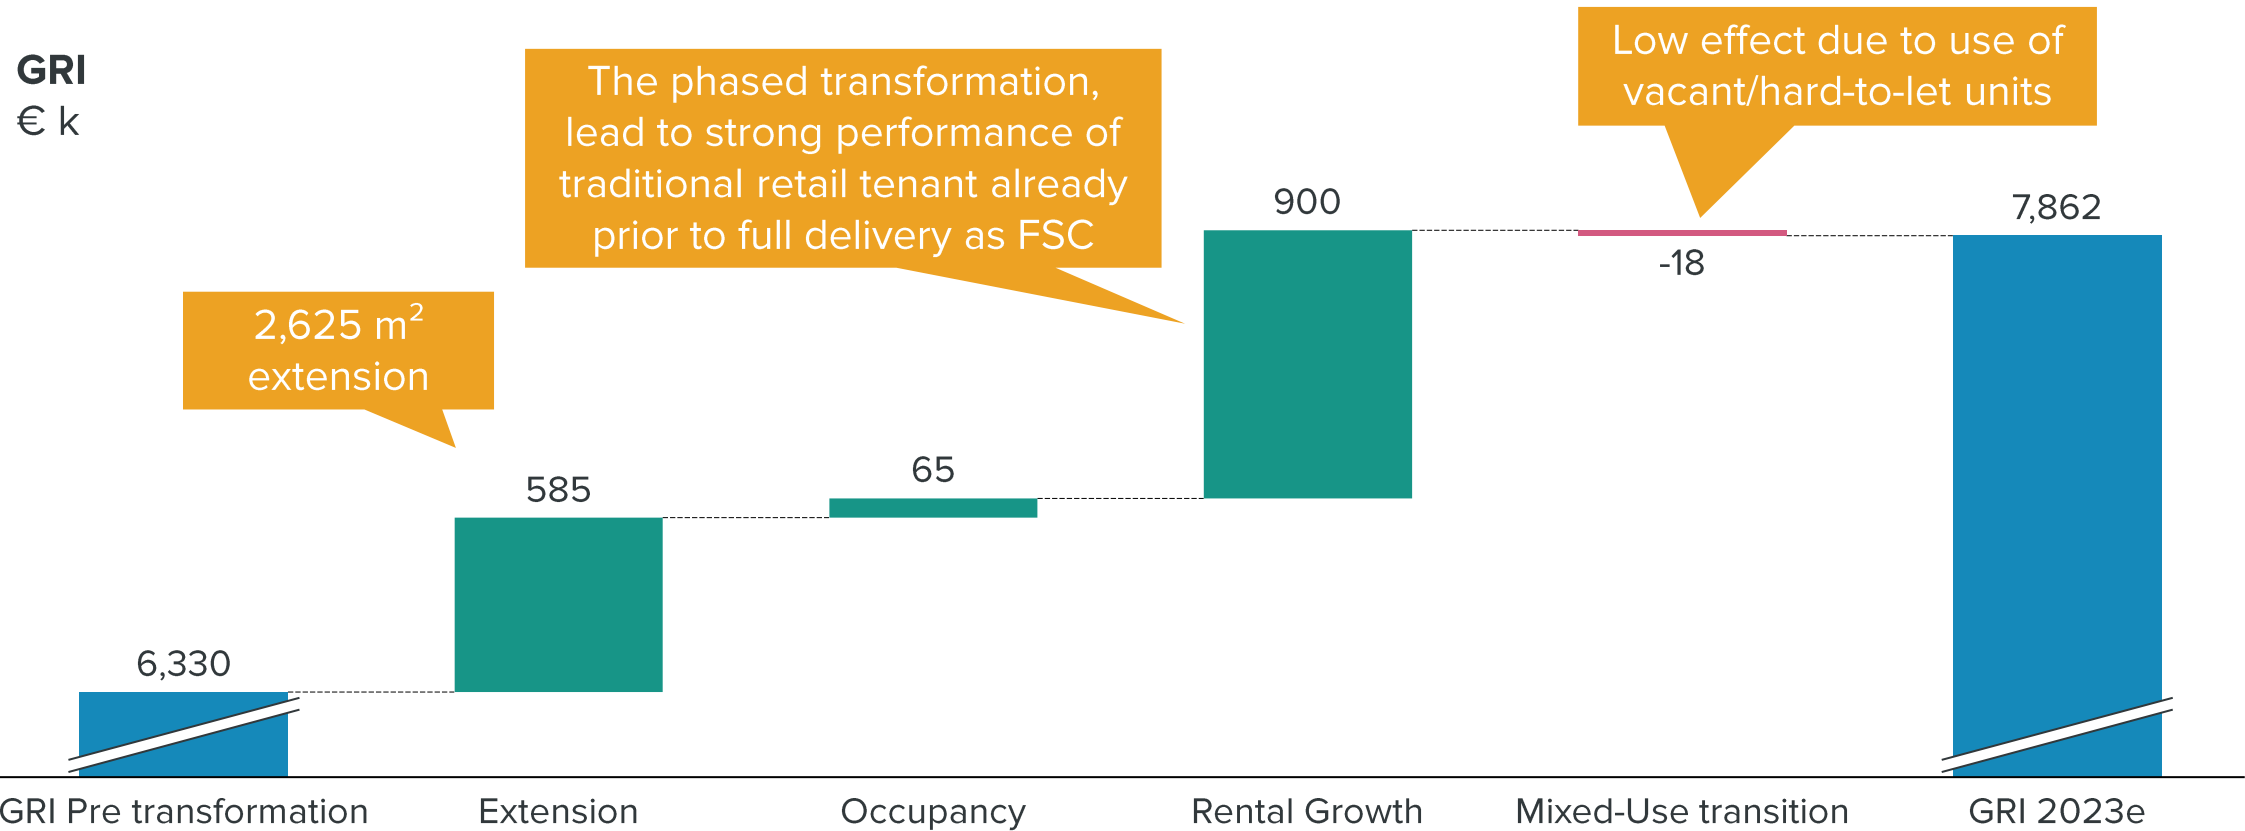 GRI
€ k
The phased transformation,
lead to strong performance of
traditional retail tenant already
prior to full delivery as FSC
Low effect due to use of
vacant/hard-to-let units
2,625 m²
extension
6,330
585
65
900
-18
7,862
GRI Pre transformation
Extension
Occupancy
Rental Growth
Mixed-Use transition
GRI 2023e